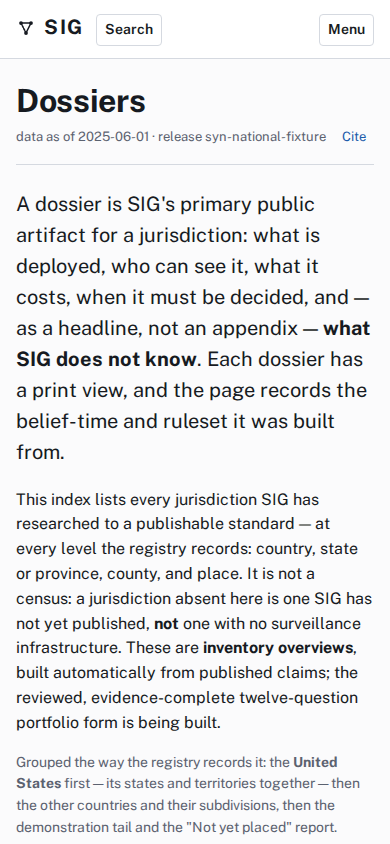 SIG
Search
Menu
Dossiers
data as of 2025-06-01 · release syn-national-fixture
Cite
A dossier is SIG's primary public
artifact for a jurisdiction: what is
deployed, who can see it, what it
costs, when it must be decided, and —
as a headline, not an appendix — what
SIG does not know. Each dossier has
a print view, and the page records the
belief-time and ruleset it was built
from.
This index lists every jurisdiction SIG has
researched to a publishable standard — at
every level the registry records: country, state
or province, county, and place. It is not a
census: a jurisdiction absent here is one SIG has
not yet published, not one with no surveillance
infrastructure. These are inventory overviews,
built automatically from published claims; the
reviewed, evidence-complete twelve-question
portfolio form is being built.
Grouped the way the registry records it: the United
States first — its states and territories together — then
the other countries and their subdivisions, then the
demonstration tail and the "Not yet placed" report.